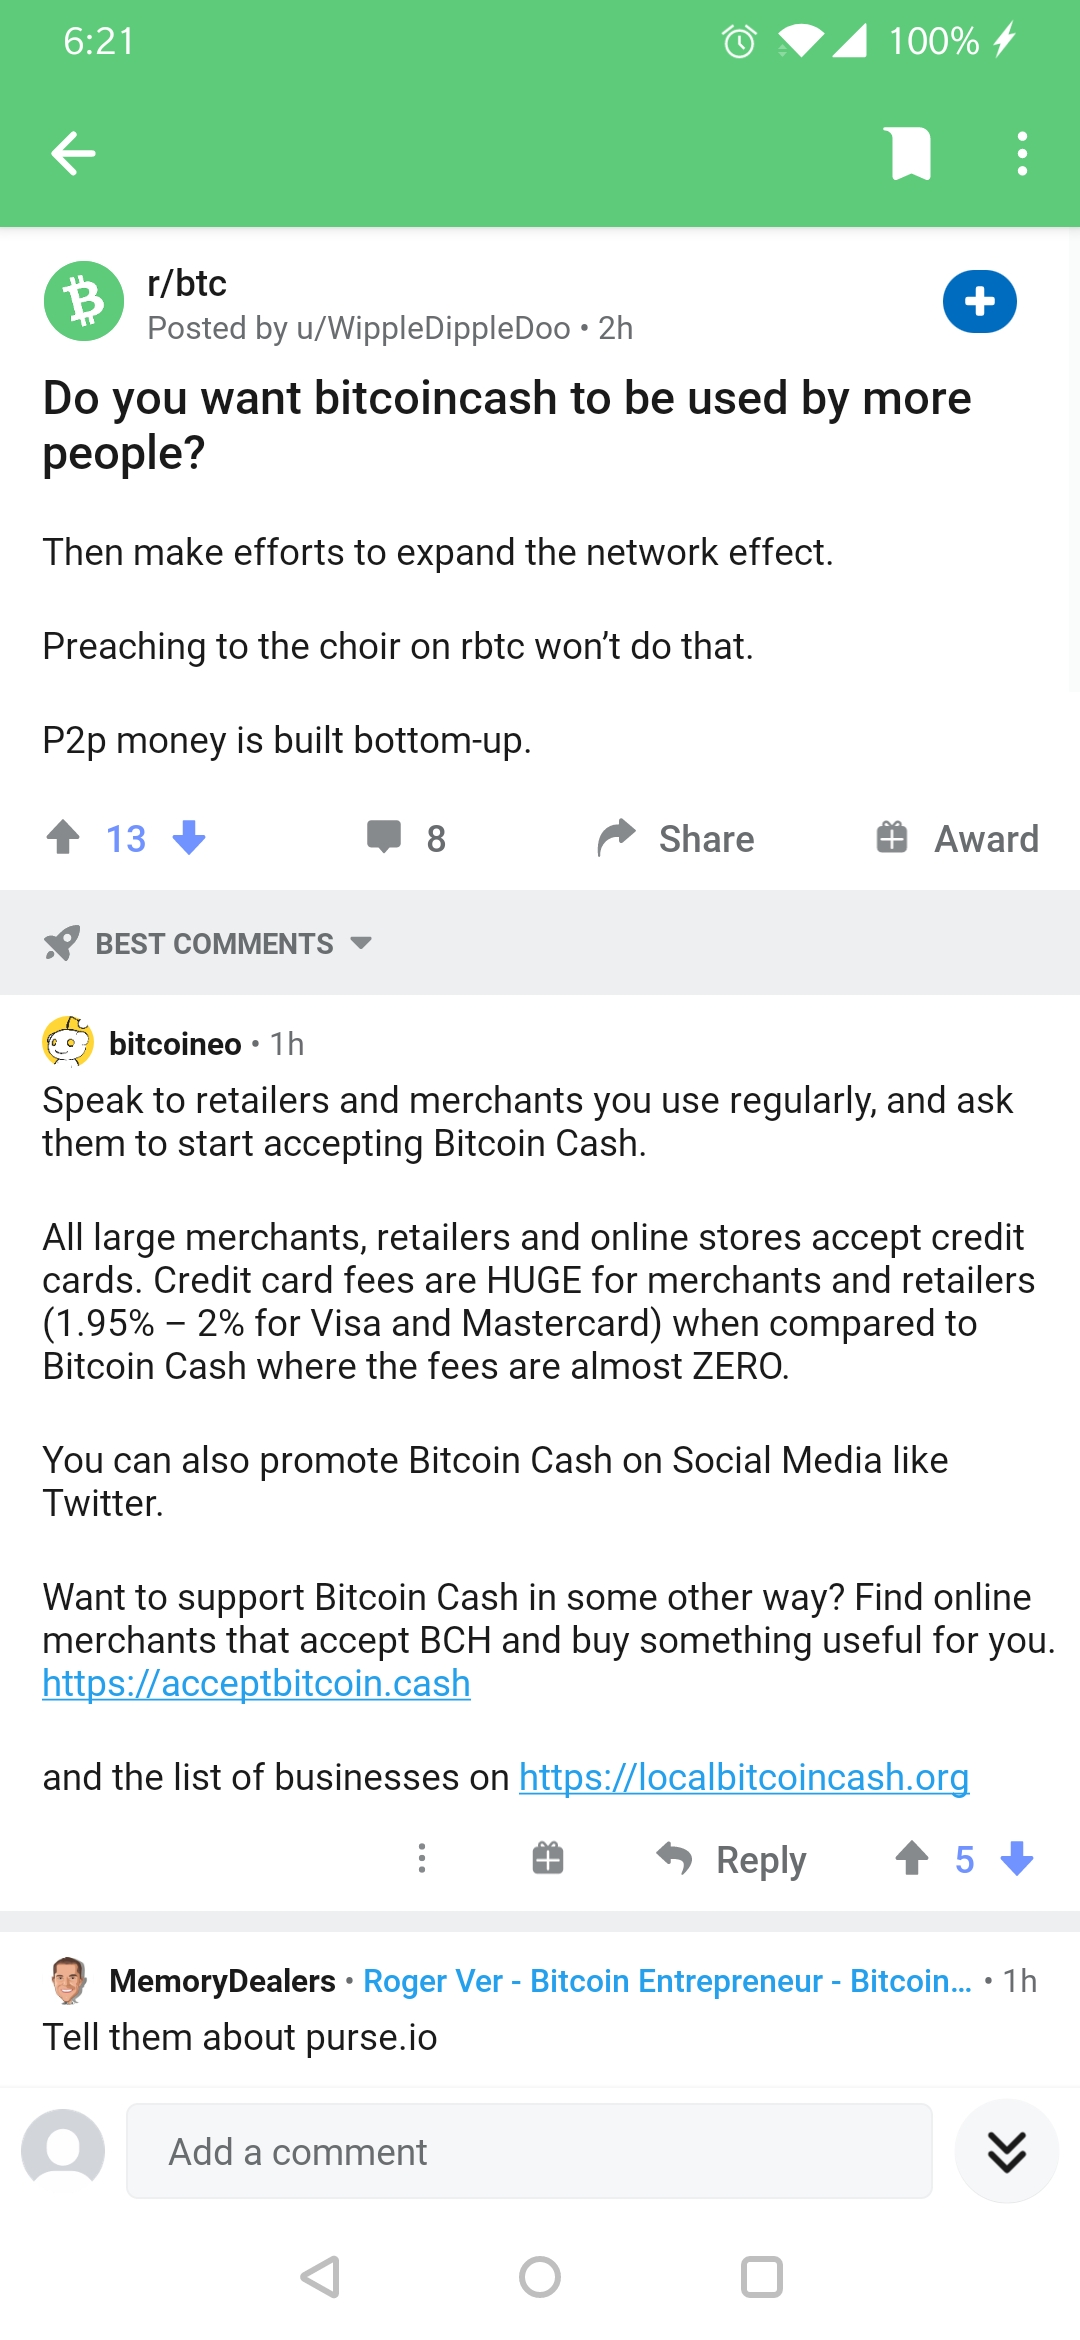 6:21
100%
r/btc
Posted by u/WippleDippleDoo • 2h
Do you want bitcoincash to be used by more
people?
Then make efforts to expand the network effect.
Preaching to the choir on rbtc won’t do that.
P2p money is built bottom-up.
13
8
Share
Award
BEST COMMENTS
bitcoineo • 1h
Speak to retailers and merchants you use regularly, and ask
them to start accepting Bitcoin Cash.
All large merchants, retailers and online stores accept credit
cards. Credit card fees are HUGE for merchants and retailers
(1.95% – 2% for Visa and Mastercard) when compared to
Bitcoin Cash where the fees are almost ZERO.
You can also promote Bitcoin Cash on Social Media like
Twitter.
Want to support Bitcoin Cash in some other way? Find online
merchants that accept BCH and buy something useful for you.
https://acceptbitcoin.cash
and the list of businesses on https://localbitcoincash.org
Reply
5
MemoryDealers • Roger Ver - Bitcoin Entrepreneur - Bitcoin... • 1h
Tell them about purse.io
Add a comment